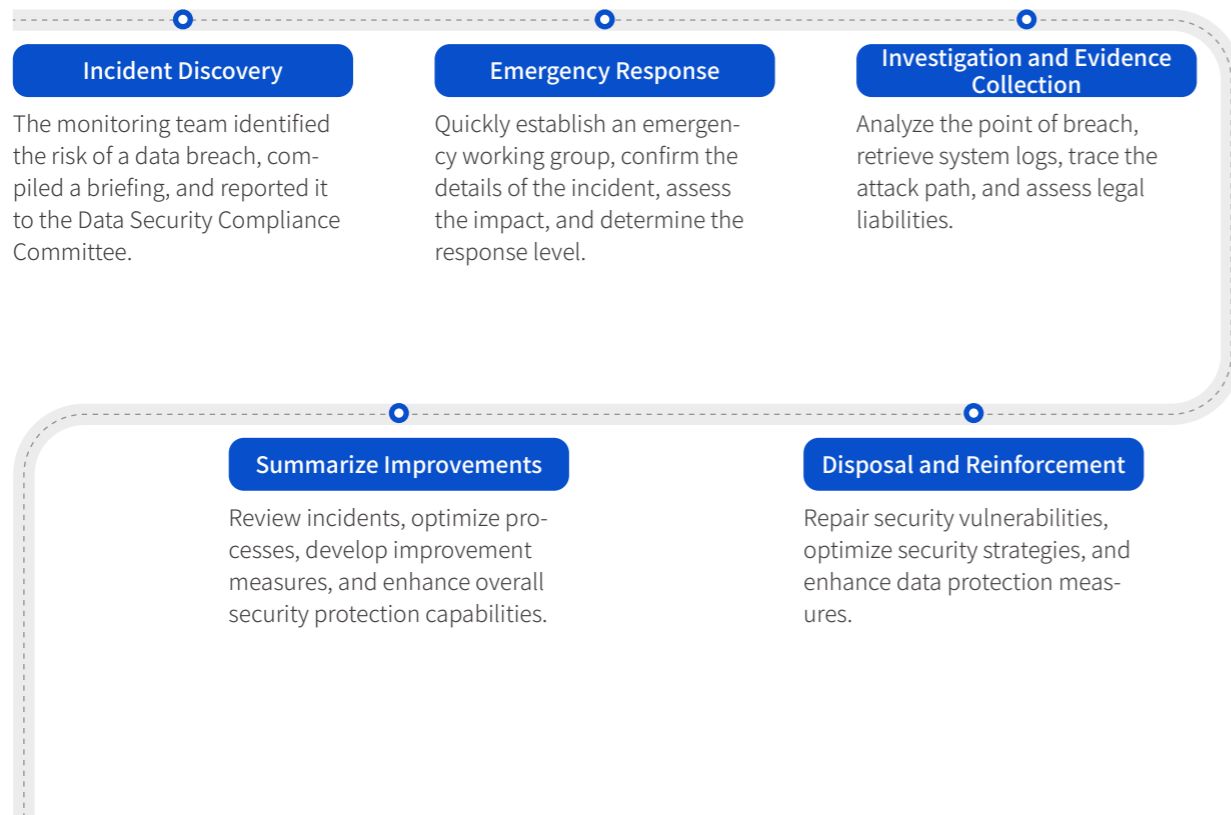 Incident Discovery
The monitoring team identified
the risk of a data breach, com-
piled a briefing, and reported it
to the Data Security Compliance
Committee.
Emergency Response
Quickly establish an emergen-
cy working group, confirm the
details of the incident, assess
the impact, and determine the
response level.
Investigation and Evidence
Collection
Analyze the point of breach,
retrieve system logs, trace the
attack path, and assess legal
liabilities.
Disposal and Reinforcement
Repair security vulnerabilities,
optimize security strategies, and
enhance data protection meas-
ures.
Summarize Improvements
Review incidents, optimize pro-
cesses, develop improvement
measures, and enhance overall
security protection capabilities.